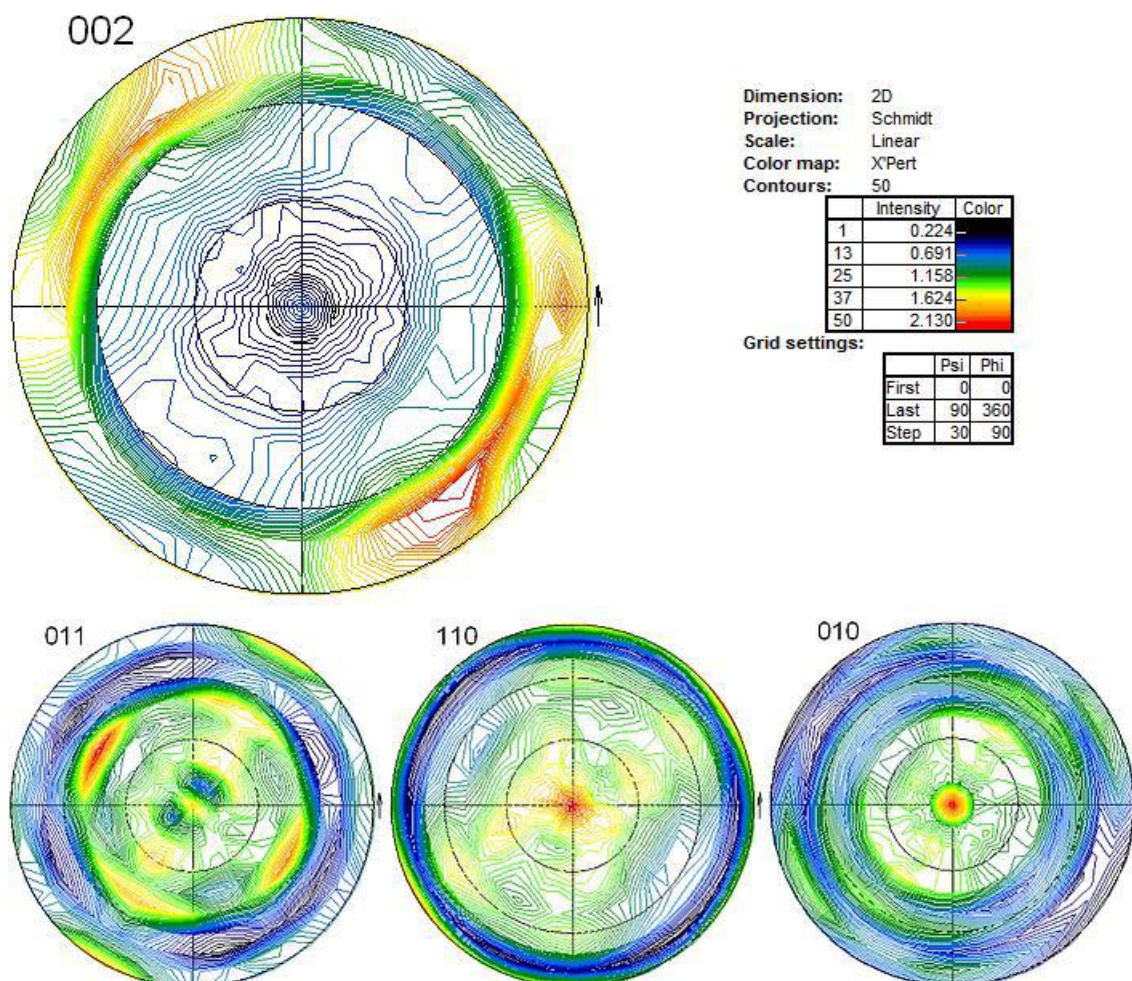 002
Dimension: 2D
Projection: Schmidt
Scale: Linear
Color map: X'Pert
Contours: 50
Intensity Color
1 0.224
13 0.691
25 1.158
37 1.624
50 2.130
Grid settings:
Psi Phi
First 0 0
Last 90 360
Step 30 90
011
110
010